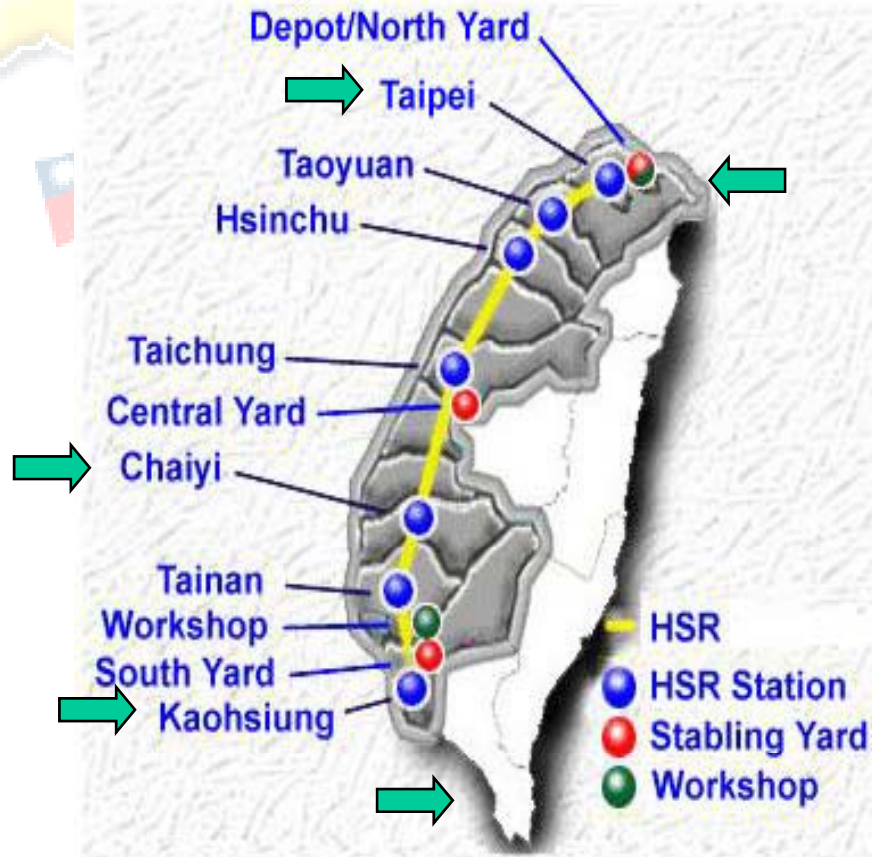 Depot/North Yard
Taipei
Taoyuan
Hsinchu
Taichung
Central Yard
Chaiyi
Tainan
Workshop
South Yard
Kaohsiung
HSR
HSR Station
Stabling Yard
Workshop